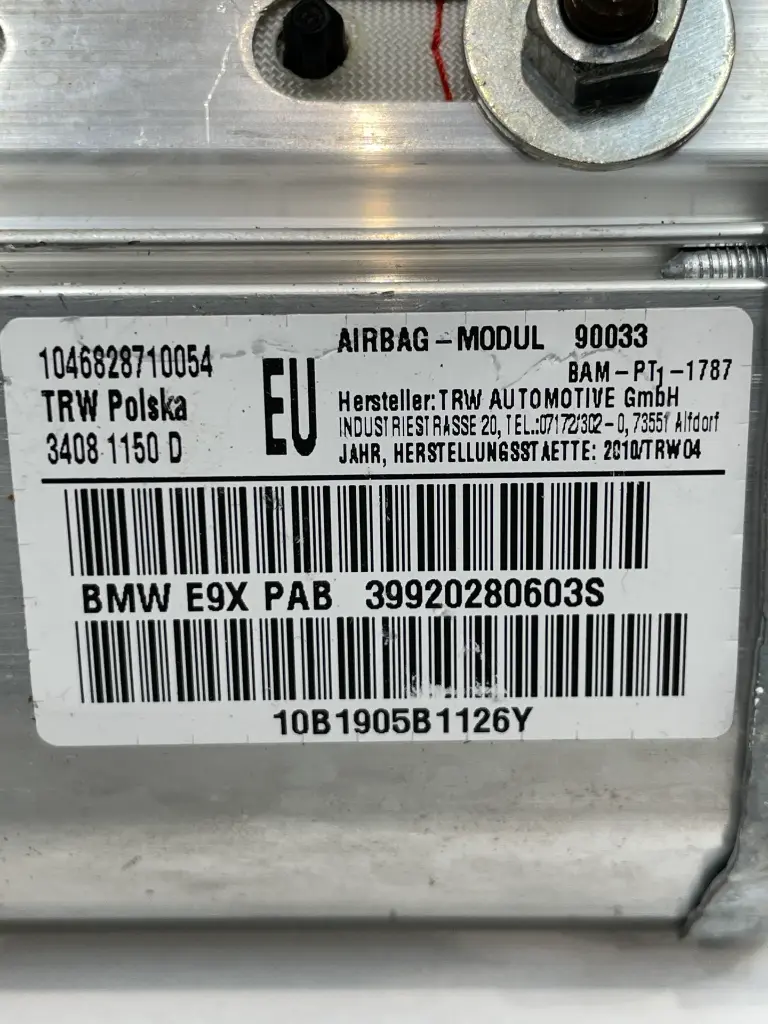 1046828710054
TRW Polska
3408 1150 D
EU
AIRBAG-MODUL 90033
BAM-PT1-1787
Hersteller: TRW AUTOMOTIVE GmbH
INDUSTRIESTRASSE 20, TEL.:07172/302-0, 73551 Alfdorf
JAHR, HERSTELLUNGSSTAETTE: 2010/TRW04
BMW E9X PAB 39920280603S
10B1905B1126Y